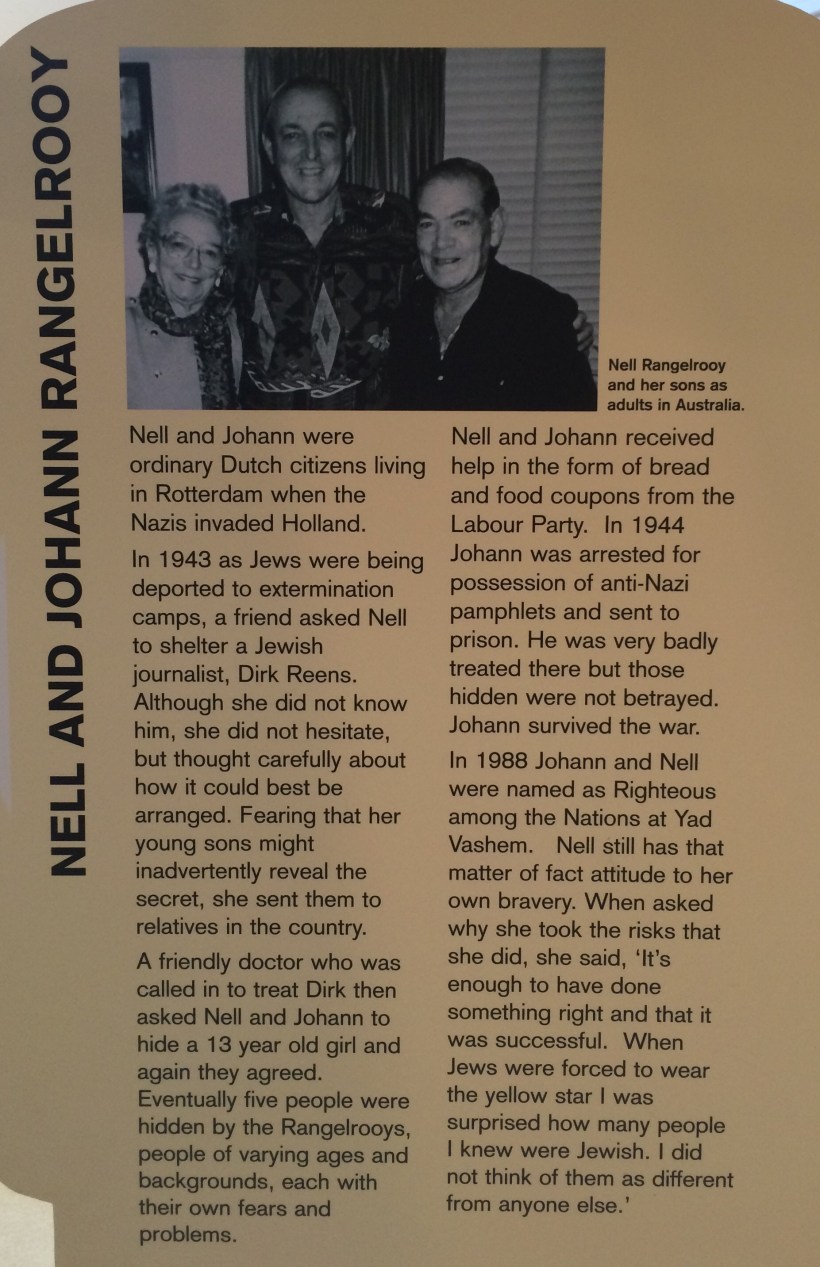 NELL AND JOHANN RANGELROOY
Nell Rangelrooy
and her sons as
adults in Australia.
Nell and Johann were
ordinary Dutch citizens living
in Rotterdam when the
Nazis invaded Holland.
In 1943 as Jews were being
deported to extermination
camps, a friend asked Nell
to shelter a Jewish
journalist, Dirk Reens.
Although she did not know
him, she did not hesitate,
but thought carefully about
how it could best be
arranged. Fearing that her
young sons might
inadvertently reveal the
secret, she sent them to
relatives in the country.
A friendly doctor who was
called in to treat Dirk then
asked Nell and Johann to
hide a 13 year old girl and
again they agreed.
Eventually five people were
hidden by the Rangelrooys,
people of varying ages and
backgrounds, each with
their own fears and
problems.
Nell and Johann received
help in the form of bread
and food coupons from the
Labour Party. In 1944
Johann was arrested for
possession of anti-Nazi
pamphlets and sent to
prison. He was very badly
treated there but those
hidden were not betrayed.
Johann survived the war.
In 1988 Johann and Nell
were named as Righteous
among the Nations at Yad
Vashem. Nell still has that
matter of fact attitude to her
own bravery. When asked
why she took the risks that
she did, she said, ‘It’s
enough to have done
something right and that it
was successful. When
Jews were forced to wear
the yellow star I was
surprised how many people
I knew were Jewish. I did
not think of them as different
from anyone else.’